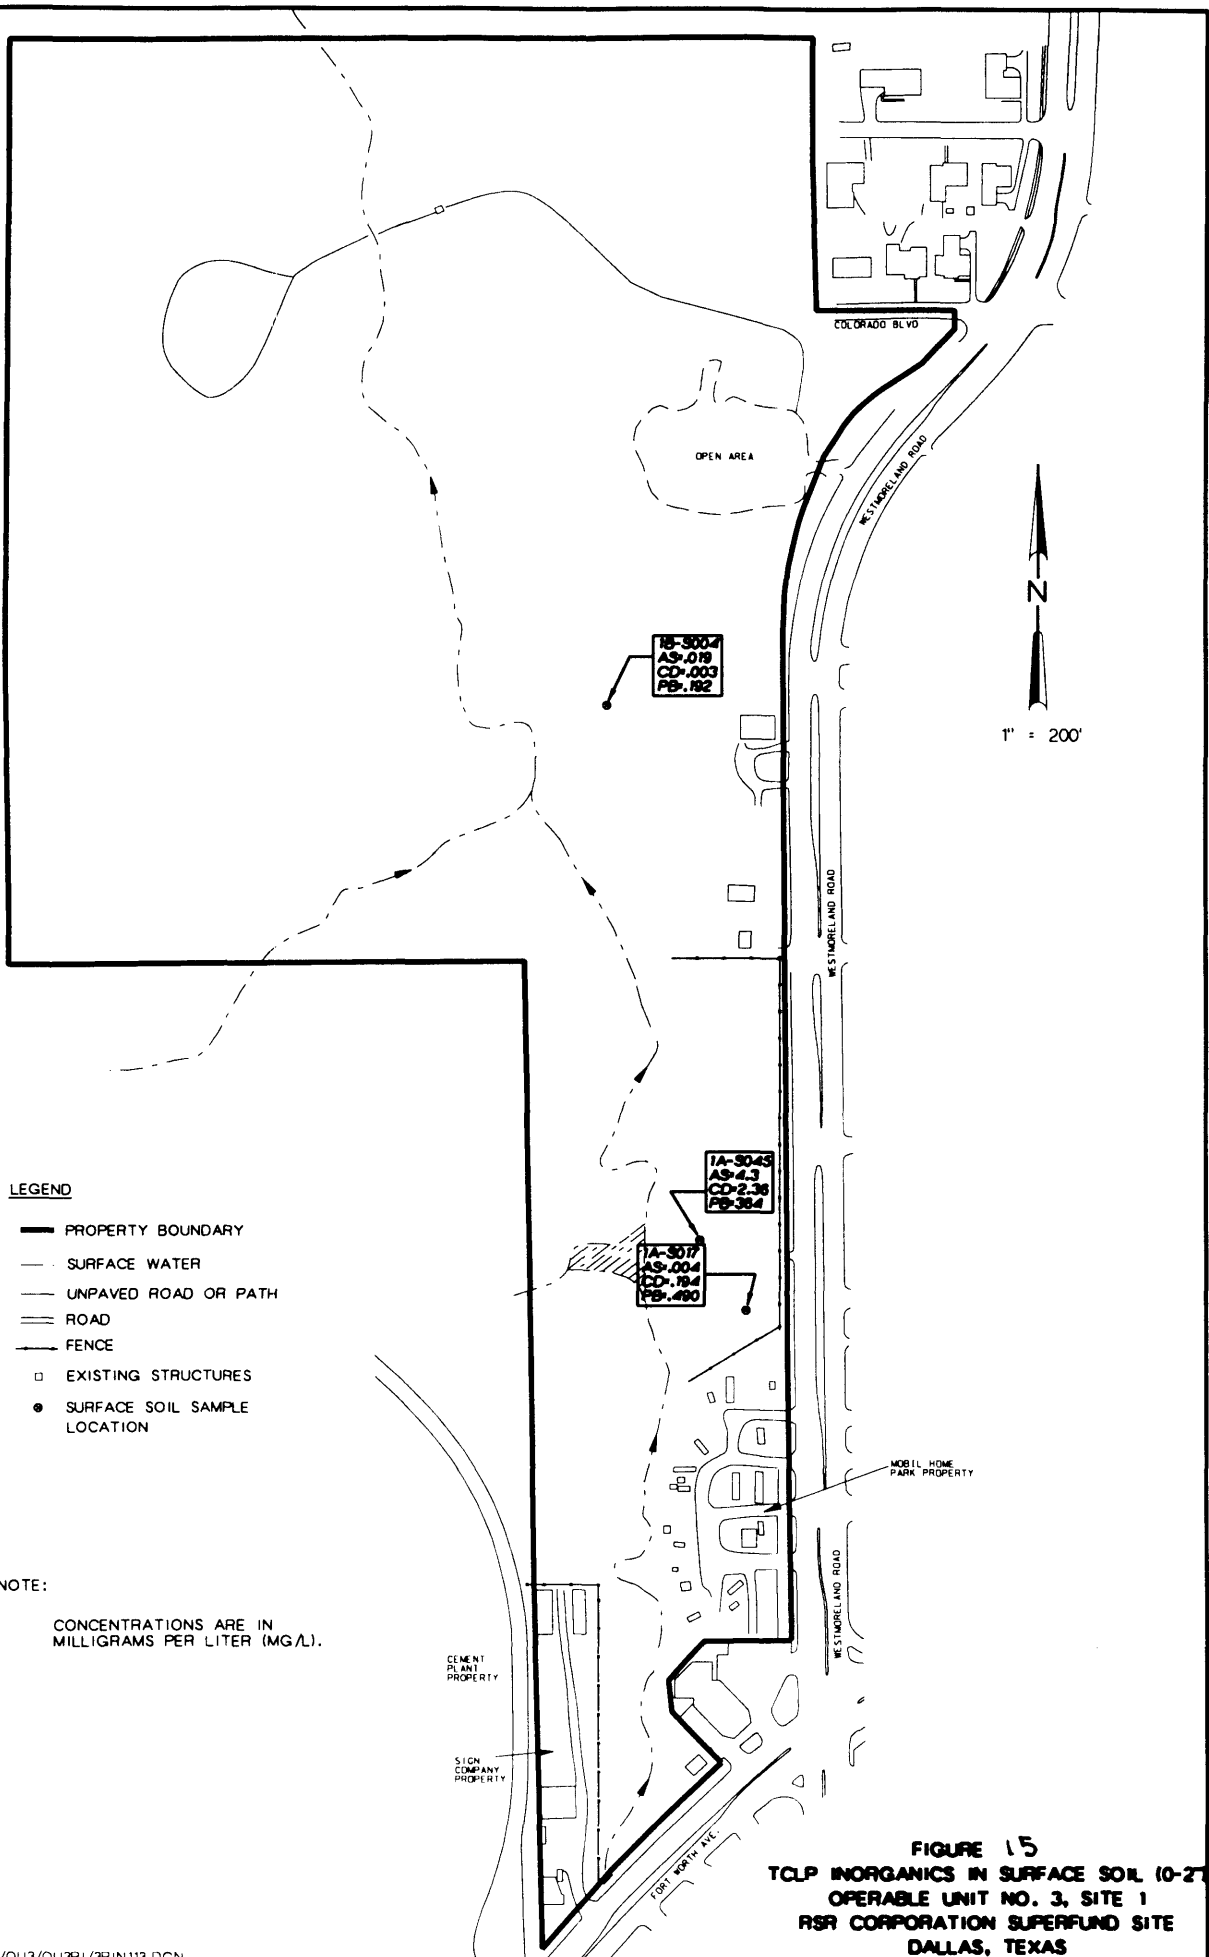 COLORADO BLVD
OPEN AREA
WESTMORELAND ROAD
N
1" = 200'
1B-S004
AS=.019
CD=.003
PB=.192
WESTMORELAND ROAD
1A-S045
AS=4.3
CD=2.36
PB=364
1A-S017
AS=.004
CD=.194
PB=.490
LEGEND
PROPERTY BOUNDARY
SURFACE WATER
UNPAVED ROAD OR PATH
ROAD
FENCE
EXISTING STRUCTURES
SURFACE SOIL SAMPLE
LOCATION
MOBIL HOME
PARK PROPERTY
WESTMORELAND ROAD
NOTE:
CONCENTRATIONS ARE IN
MILLIGRAMS PER LITER (MG/L).
CEMENT
PLANT
PROPERTY
SIGN
COMPANY
PROPERTY
FORT WORTH AVE.
FIGURE 15
TCLP INORGANICS IN SURFACE SOIL (0-2')
OPERABLE UNIT NO. 3, SITE 1
RSR CORPORATION SUPERFUND SITE
DALLAS, TEXAS